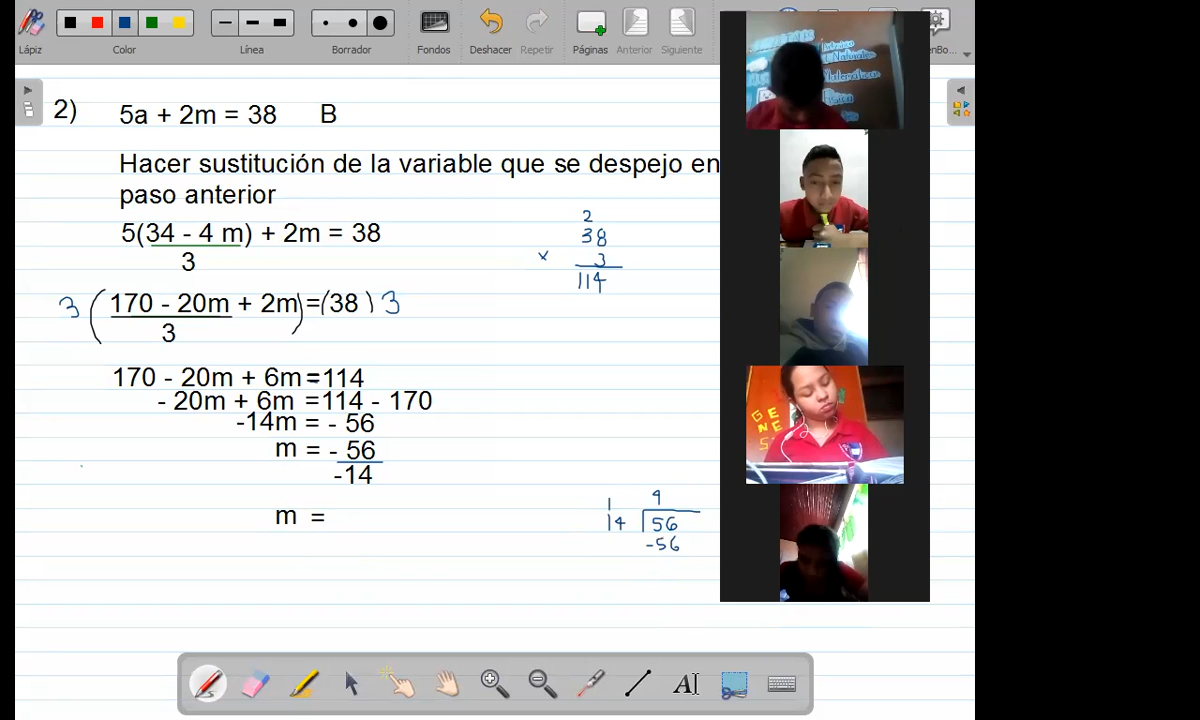 Lápiz Color Línea Borrador Fondos Deshacer Repetir Páginas Anterior Siguiente
2) 5a + 2m = 38 B
Hacer sustitución de la variable que se despejo en
paso anterior
5(34 - 4 m) + 2m = 38
3
3 ( 170 - 20m + 2m ) = (38 ) 3
3
170 - 20m + 6m = 114
- 20m + 6m = 114 - 170
-14m = - 56
m = - 56
-14
m =
2
38
x 3
114
1 4
14 56
-56
GE
NE
S